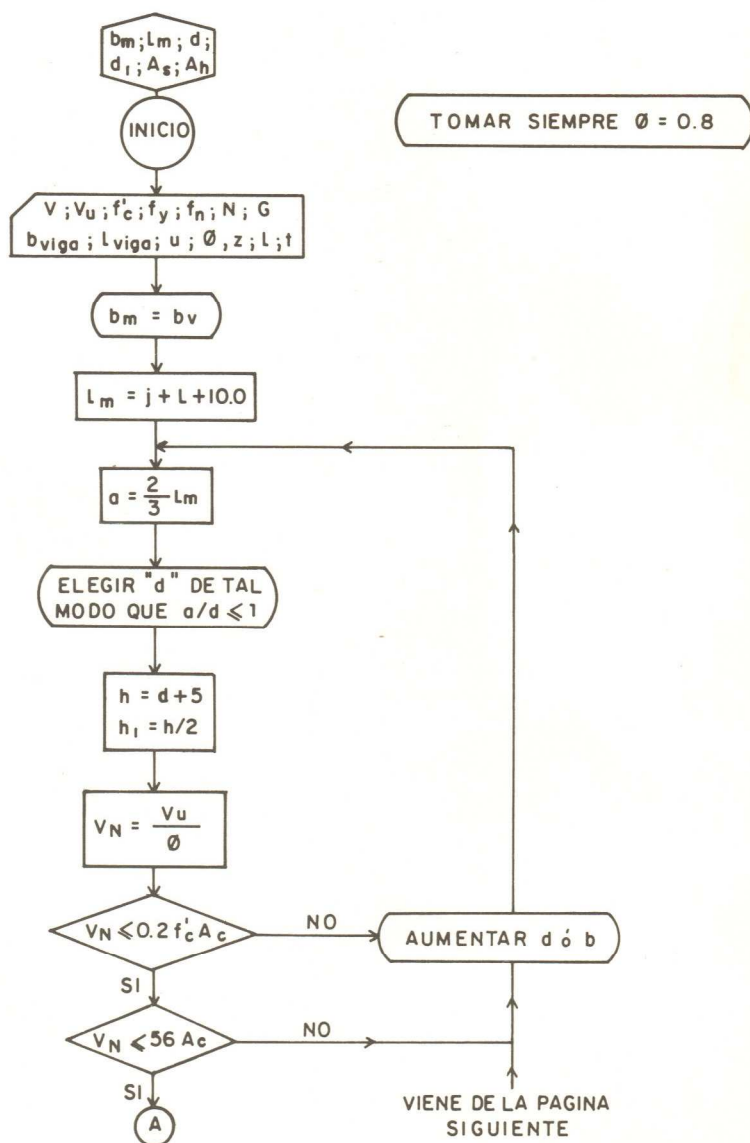 bm; Lm; d;
d1; As; Ah
INICIO
TOMAR SIEMPRE Ø = 0.8
V; Vu; f'c; fy; fn; N; G
bviga; Lviga; u; Ø, z; L; t
bm = bv
Lm = j + L + 10.0
a = 2/3 Lm
ELEGIR "d" DE TAL
MODO QUE a/d ⩽ 1
h = d+5
h1 = h/2
VN = Vu/Ø
VN ⩽ 0.2 f'c Ac
NO
AUMENTAR d ó b
SI
VN ⩽ 56 Ac
NO
SI
A
VIENE DE LA PAGINA
SIGUIENTE